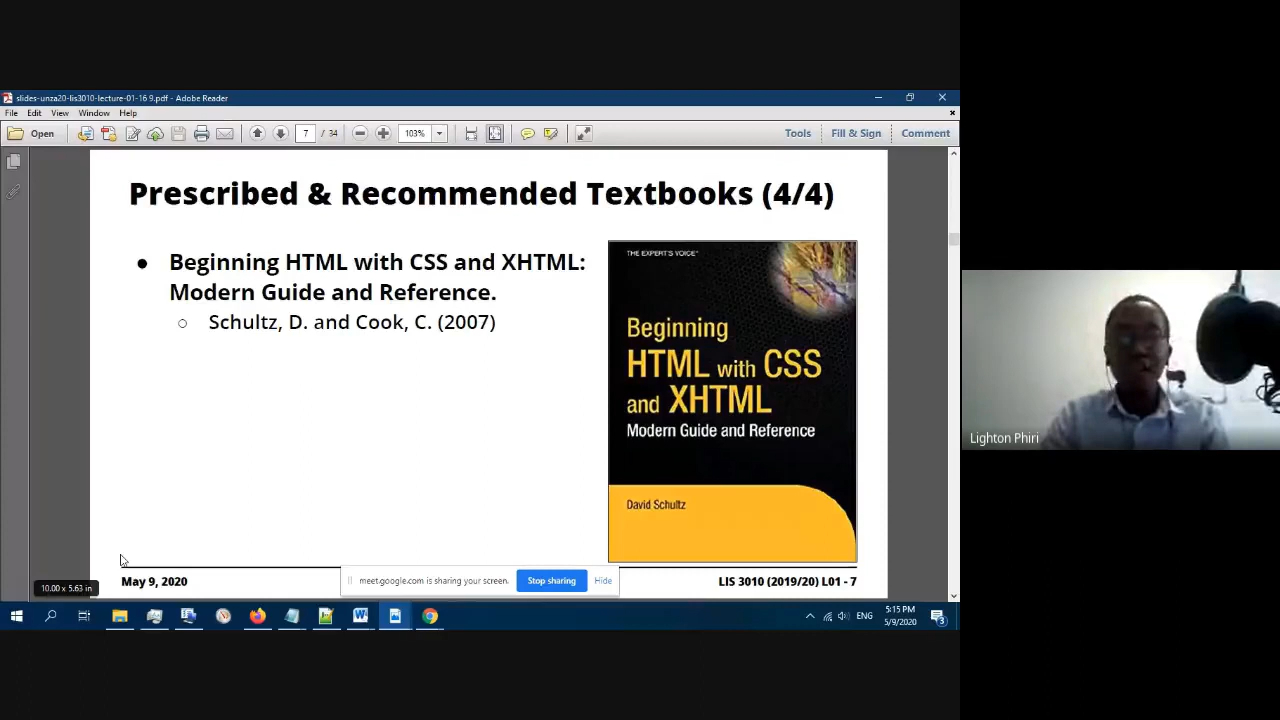 slides-unza20-lis3010-lecture-01-16 9.pdf - Adobe Reader
File Edit View Window Help
Open 7 / 34 103% Tools Fill & Sign Comment
Prescribed & Recommended Textbooks (4/4)
● Beginning HTML with CSS and XHTML:
Modern Guide and Reference.
○ Schultz, D. and Cook, C. (2007)
THE EXPERT'S VOICE®
Beginning
HTML with CSS
and XHTML
Modern Guide and Reference
David Schultz
Lighton Phiri
May 9, 2020
meet.google.com is sharing your screen. Stop sharing Hide
LIS 3010 (2019/20) L01 - 7
10.00 x 5.63 in
ENG
5:15 PM
5/9/2020
3